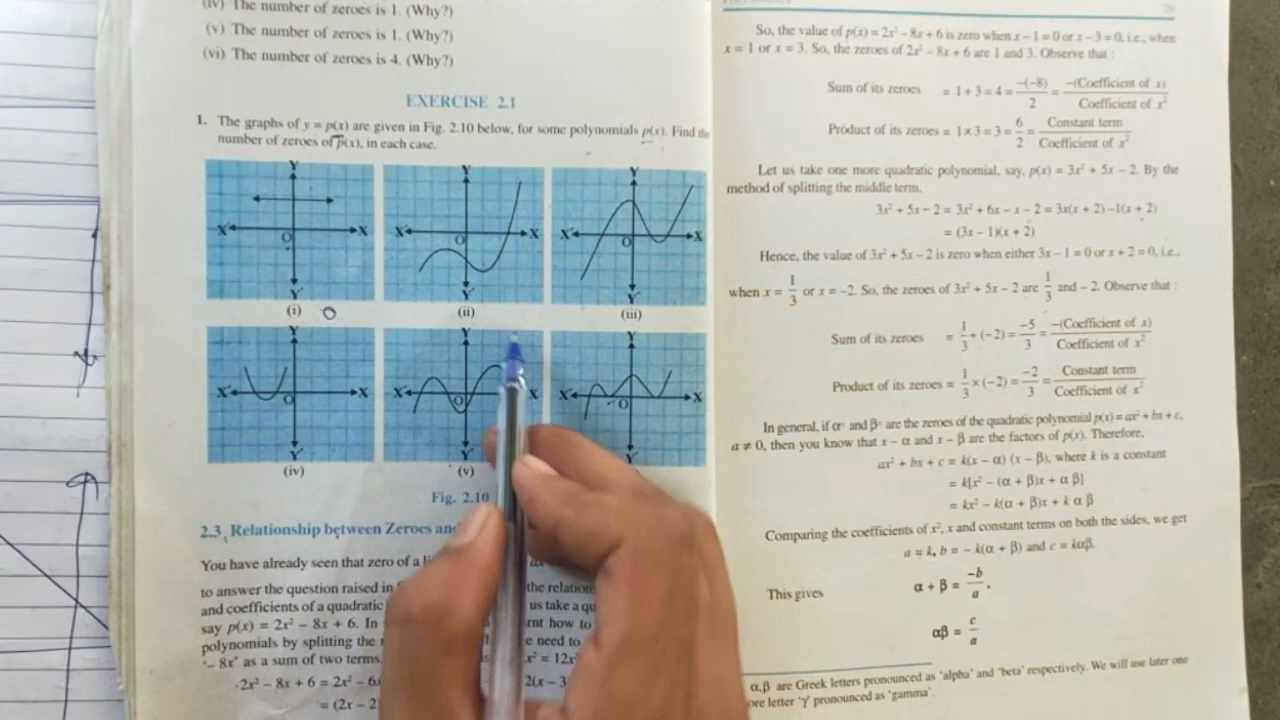 (iv) The number of zeroes is 1. (Why?)
(v) The number of zeroes is 1. (Why?)
(vi) The number of zeroes is 4. (Why?)
EXERCISE 2.1
1. The graphs of y = p(x) are given in Fig. 2.10 below, for some polynomials p(x). Find the
number of zeroes of p(x), in each case.
Y Y Y
X′ O X X′ O X X′ O X
Y′ Y′ Y′
(i) 0 (ii) (iii)
Y Y
X′ O X X′ O X X′ O X
Y′ Y′
(iv) (v)
Fig. 2.10
2.3 Relationship between Zeroes and
You have already seen that zero of a
to answer the question raised in the relation
and coefficients of a quadratic us take a
say p(x) = 2x² – 8x + 6. In how to
polynomials by splitting the need to
'– 8x' as a sum of two terms, = 12x²
2x² – 8x + 6 = 2x² – 6x 2(x – 3
= (2x – 2
So, the value of p(x) = 2x² – 8x + 6 is zero when x – 1 = 0 or x – 3 = 0, i.e., when
x = 1 or x = 3. So, the zeroes of 2x² – 8x + 6 are 1 and 3. Observe that :
Sum of its zeroes = 1 + 3 = 4 = –(–8)/2 = –(Coefficient of x)/Coefficient of x²
Product of its zeroes = 1 × 3 = 3 = 6/2 = Constant term/Coefficient of x²
Let us take one more quadratic polynomial, say, p(x) = 3x² + 5x – 2. By the
method of splitting the middle term,
3x² + 5x – 2 = 3x² + 6x – x – 2 = 3x(x + 2) –1(x + 2)
= (3x – 1)(x + 2)
Hence, the value of 3x² + 5x – 2 is zero when either 3x – 1 = 0 or x + 2 = 0, i.e.,
when x = 1/3 or x = –2. So, the zeroes of 3x² + 5x – 2 are 1/3 and – 2. Observe that :
Sum of its zeroes = 1/3 + (–2) = –5/3 = –(Coefficient of x)/Coefficient of x²
Product of its zeroes = 1/3 × (–2) = –2/3 = Constant term/Coefficient of x²
In general, if α* and β* are the zeroes of the quadratic polynomial p(x) = ax² + bx + c,
a ≠ 0, then you know that x – α and x – β are the factors of p(x). Therefore,
ax² + bx + c = k(x – α) (x – β), where k is a constant
= k[x² – (α + β)x + α β]
= kx² – k(α + β)x + k α β
Comparing the coefficients of x², x and constant terms on both the sides, we get
a = k, b = – k(α + β) and c = kαβ.
This gives α + β = –b/a,
αβ = c/a
α,β are Greek letters pronounced as 'alpha' and 'beta' respectively. We will use later one
ore letter 'γ' pronounced as 'gamma'.